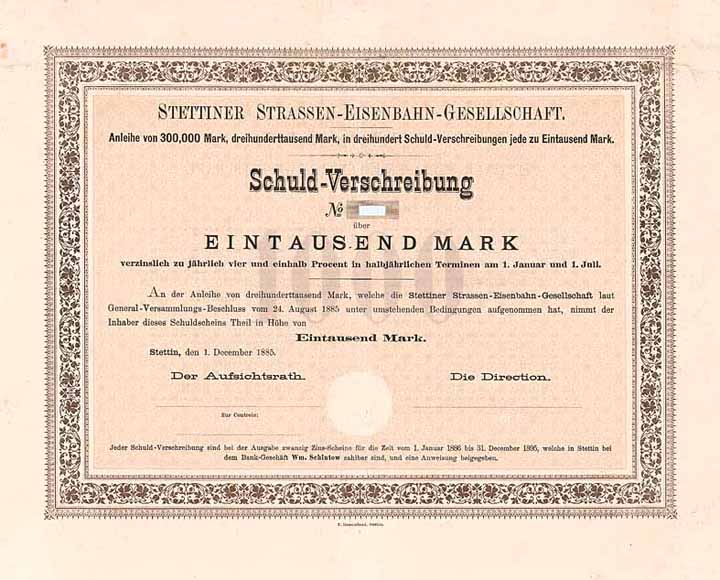 STETTINER STRASSEN-EISENBAHN-GESELLSCHAFT.
Anleihe von 300,000 Mark, dreihunderttausend Mark, in dreihundert Schuld-Verschreibungen jede zu Eintausend Mark.
Schuld-Verschreibung
No
über
EINTAUSEND MARK
verzinslich zu jährlich vier und einhalb Procent in halbjährlichen Terminen am 1. Januar und 1. Juli.
An der Anleihe von dreihunderttausend Mark, welche die Stettiner Strassen-Eisenbahn-Gesellschaft laut
General-Versammlungs-Beschluss vom 24. August 1885 unter umstehenden Bedingungen aufgenommen hat, nimmt der
Inhaber dieses Schuldscheins Theil in Höhe von
Eintausend Mark.
Stettin, den 1. December 1885.
Der Aufsichtsrath. Die Direction.
Zur Controle:
Jeder Schuld-Verschreibung sind bei der Ausgabe zwanzig Zins-Scheine für die Zeit vom 1. Januar 1886 bis 31. December 1895, welche in Stettin bei
dem Bank-Geschäft Wm. Schlutow zahlbar sind, und eine Anweisung beigegeben.